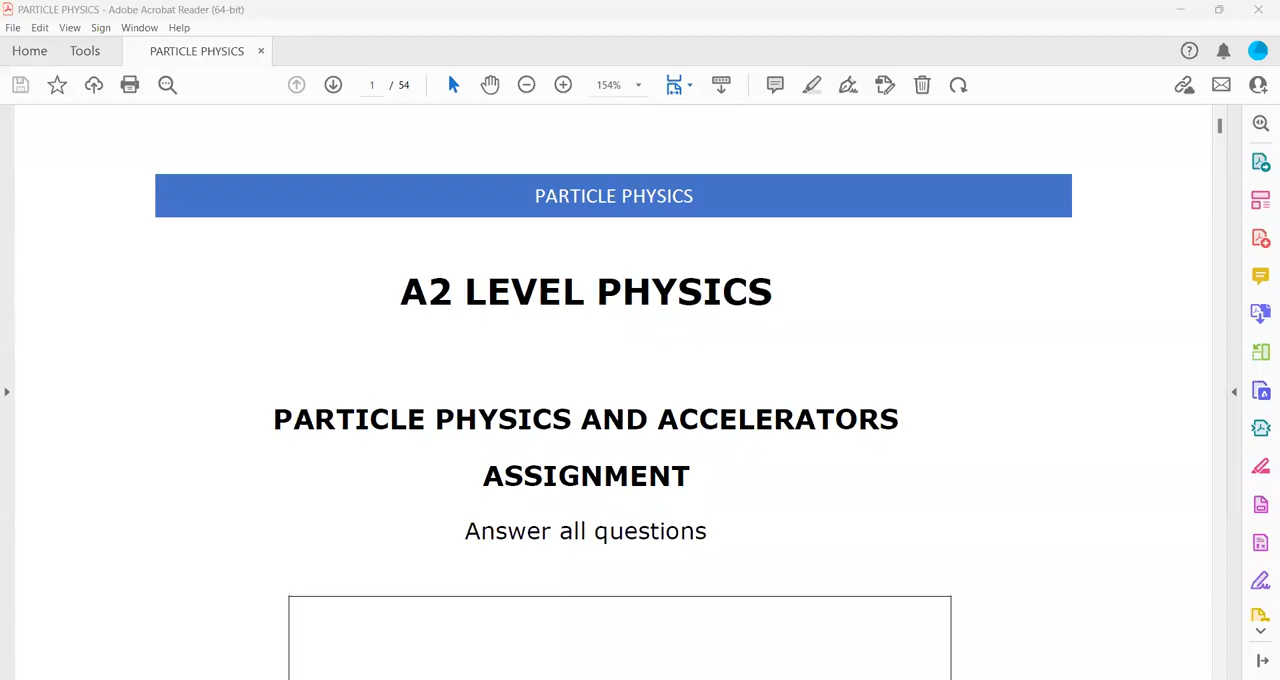 PARTICLE PHYSICS - Adobe Acrobat Reader (64-bit)
File Edit View Sign Window Help
Home Tools PARTICLE PHYSICS ×
1 / 54 154%
PARTICLE PHYSICS
A2 LEVEL PHYSICS
PARTICLE PHYSICS AND ACCELERATORS
ASSIGNMENT
Answer all questions